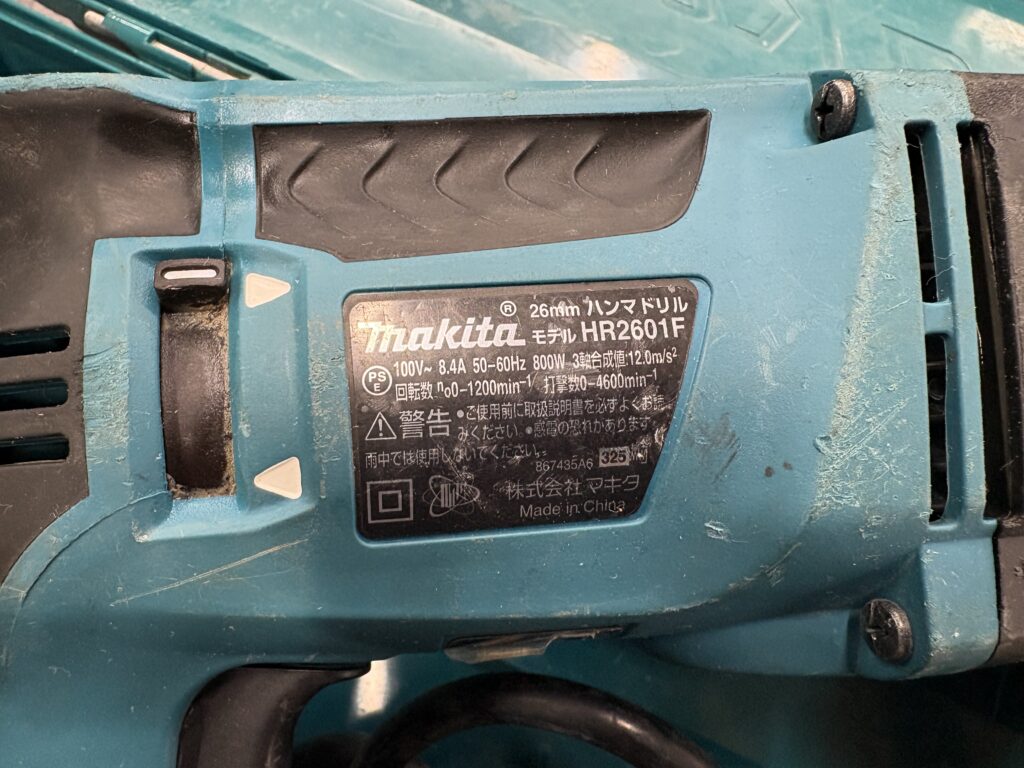 makita® 26mm ハンマドリル
モデル HR2601F
100V~ 8.4A 50-60Hz 800W 3軸合成値:12.0m/s²
PS
E
回転数 n₀0-1200min⁻¹ 打撃数0-4600min⁻¹
警告 •ご使用前に取扱説明書を必ずよくお読
みください。•感電の恐れがあります
雨中では使用しないでください。
867435A6 325
株式会社 マキタ
Made in China